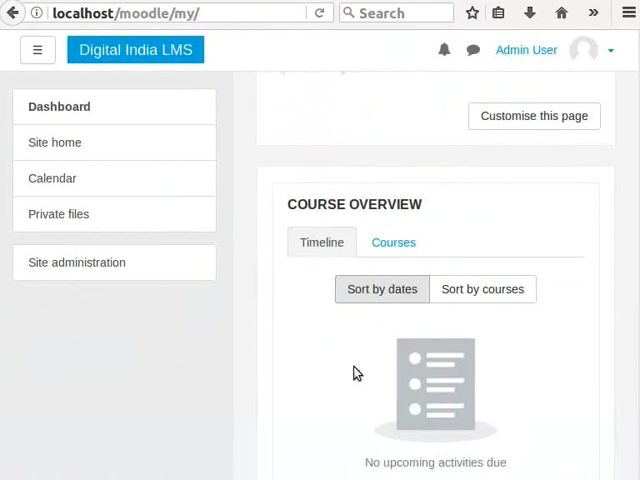 localhost/moodle/my/
Search
Digital India LMS
Admin User
Dashboard
Site home
Calendar
Private files
Site administration
Customise this page
COURSE OVERVIEW
Timeline Courses
Sort by dates Sort by courses
No upcoming activities due